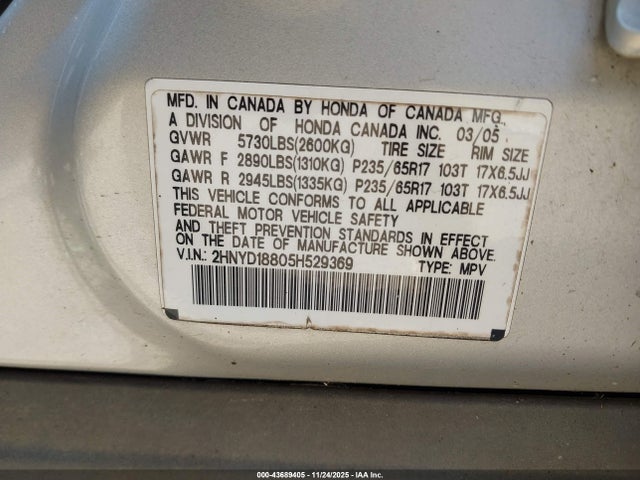 MFD. IN CANADA BY HONDA OF CANADA MFG.,
A DIVISION OF HONDA CANADA INC. 03/05
GVWR 5730LBS(2600KG) TIRE SIZE RIM SIZE
GAWR F 2890LBS(1310KG) P235/65R17 103T 17X6.5JJ
GAWR R 2945LBS(1335KG) P235/65R17 103T 17X6.5JJ
THIS VEHICLE CONFORMS TO ALL APPLICABLE
FEDERAL MOTOR VEHICLE SAFETY
AND THEFT PREVENTION STANDARDS IN EFFECT
ON THE DATE OF MANUFACTURE SHOWN ABOVE.
V.I.N.: 2HNYD18805H529369 TYPE: MPV
000-43689405 - 11/24/2025 - IAA Inc.